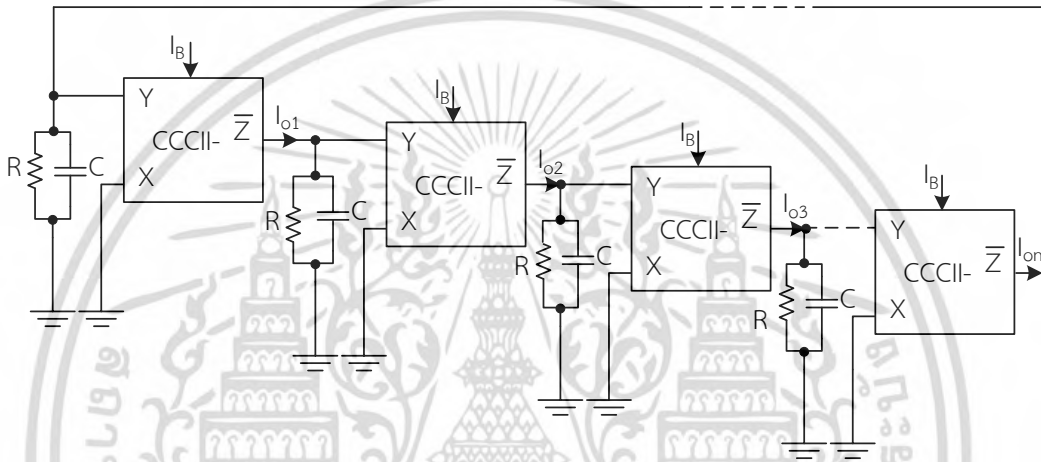 I_B
Y
CCCII-
Z̅
X
R
C
I_o1
I_B
Y
CCCII-
Z̅
X
R
C
I_o2
I_B
Y
CCCII-
Z̅
X
R
C
I_o3
I_B
Y
CCCII-
Z̅
X
R
C
I_on